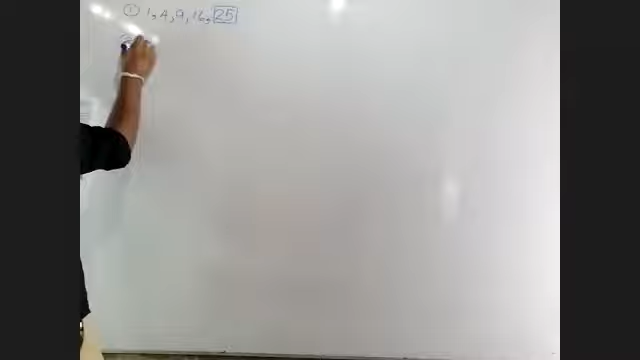 ① 1, 4, 9, 16, 25